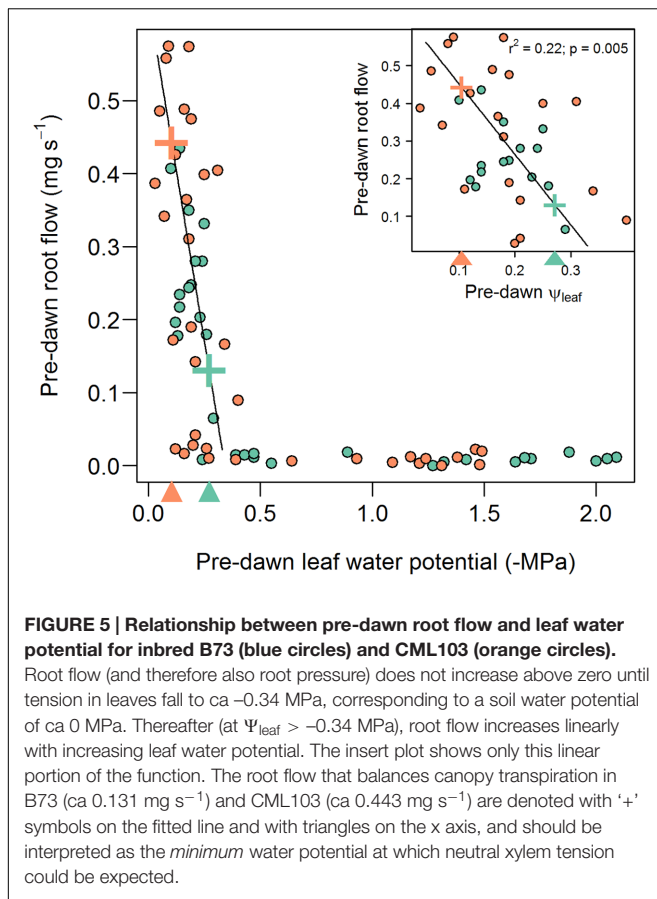 r² = 0.22; p = 0.005
0.5
0.4
0.3
0.2
0.1
Pre-dawn root flow
0.1
0.3
Pre-dawn Ψleaf
0.5
0.4
0.3
0.2
0.1
0.0
Pre-dawn root flow (mg s⁻¹)
0.0
0.5
1.0
1.5
2.0
Pre-dawn leaf water potential (-MPa)
FIGURE 5 | Relationship between pre-dawn root flow and leaf water
potential for inbred B73 (blue circles) and CML103 (orange circles).
Root flow (and therefore also root pressure) does not increase above zero until
tension in leaves fall to ca –0.34 MPa, corresponding to a soil water potential
of ca 0 MPa. Thereafter (at Ψleaf > –0.34 MPa), root flow increases linearly
with increasing leaf water potential. The insert plot shows only this linear
portion of the function. The root flow that balances canopy transpiration in
B73 (ca 0.131 mg s⁻¹) and CML103 (ca 0.443 mg s⁻¹) are denoted with '+'
symbols on the fitted line and with triangles on the x axis, and should be
interpreted as the minimum water potential at which neutral xylem tension
could be expected.